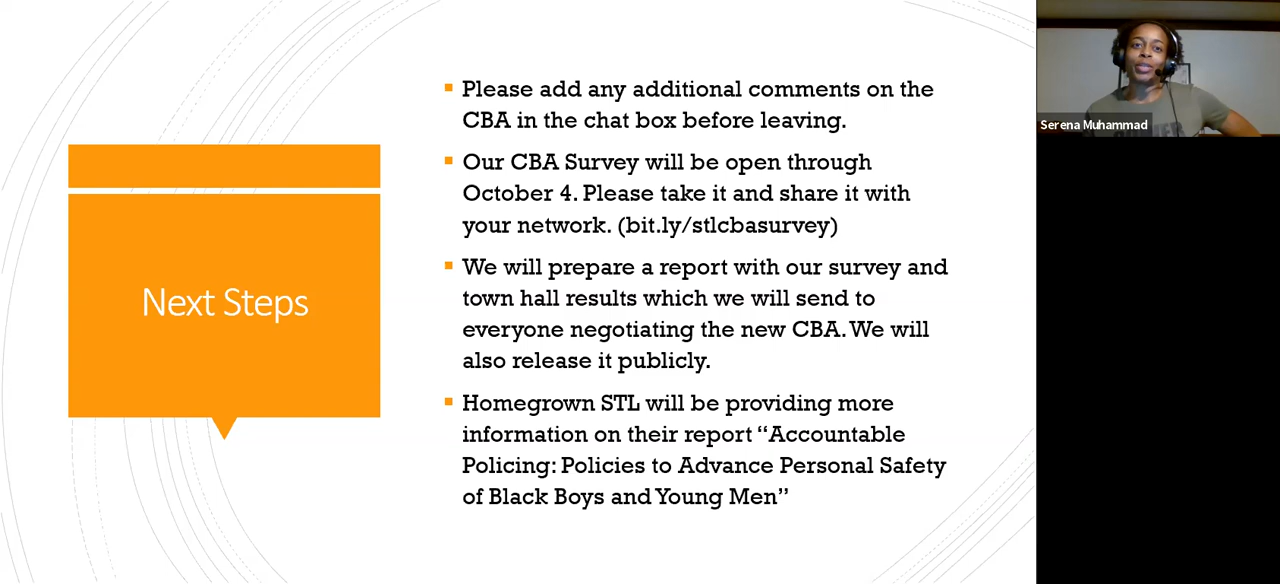 Next Steps
Please add any additional comments on the
CBA in the chat box before leaving.
Our CBA Survey will be open through
October 4. Please take it and share it with
your network. (bit.ly/stlcbasurvey)
We will prepare a report with our survey and
town hall results which we will send to
everyone negotiating the new CBA. We will
also release it publicly.
Homegrown STL will be providing more
information on their report “Accountable
Policing: Policies to Advance Personal Safety
of Black Boys and Young Men”
Serena Muhammad